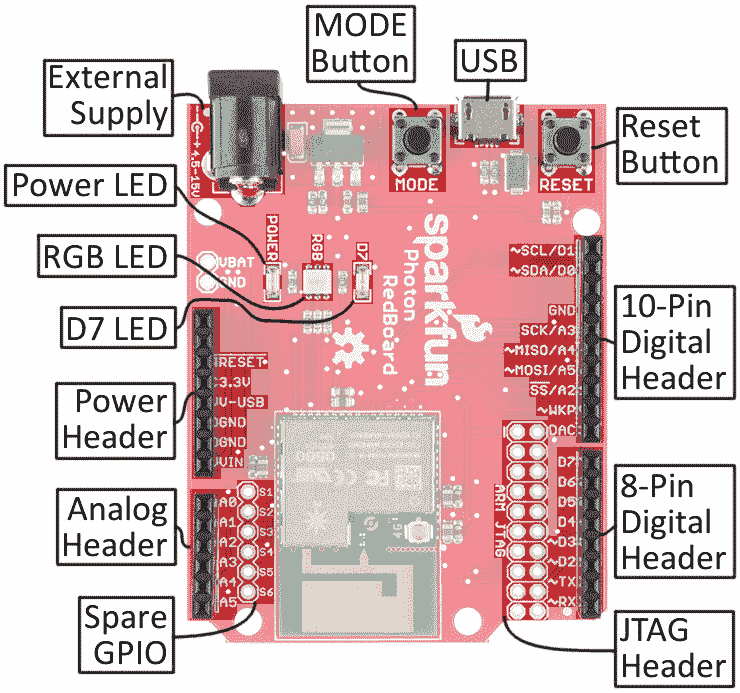 MODE
Button
USB
External
Supply
Reset
Button
4.5-15V
MODE
RESET
Power LED
RGB LED
D7 LED
POWER
RGB
D7
VBAT
GND
sparkfun
Photon
RedBoard
~SCL/D1
~SDA/D0
GND
SCK/A3
~MISO/A4
~MOSI/A5
SS/A2
~WKP
DAC
10-Pin
Digital
Header
RESET
3.3V
V-USB
GND
GND
VIN
Power
Header
A0
A1
A2
A3
A4
A5
S1
S2
S3
S4
S5
S6
Analog
Header
Spare
GPIO
FC
ARM JTAG
D7
D6
D5
D4
~D3
~D2
~TX
~RX
8-Pin
Digital
Header
JTAG
Header